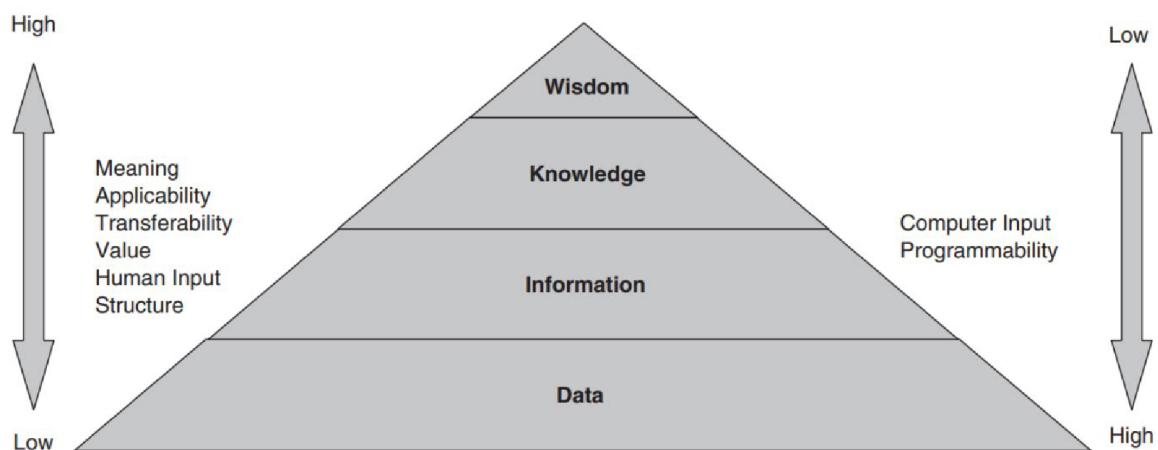 High
Low
Wisdom
Meaning
Applicability
Transferability
Value
Human Input
Structure
Knowledge
Computer Input
Programmability
Information
Data
Low
High